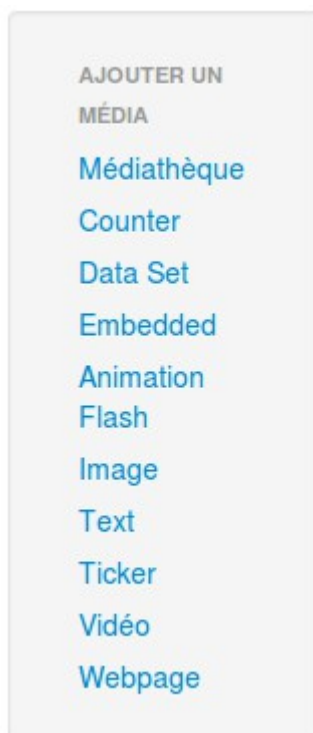 AJOUTER UN
MÉDIA
Médiathèque
Counter
Data Set
Embedded
Animation
Flash
Image
Text
Ticker
Vidéo
Webpage